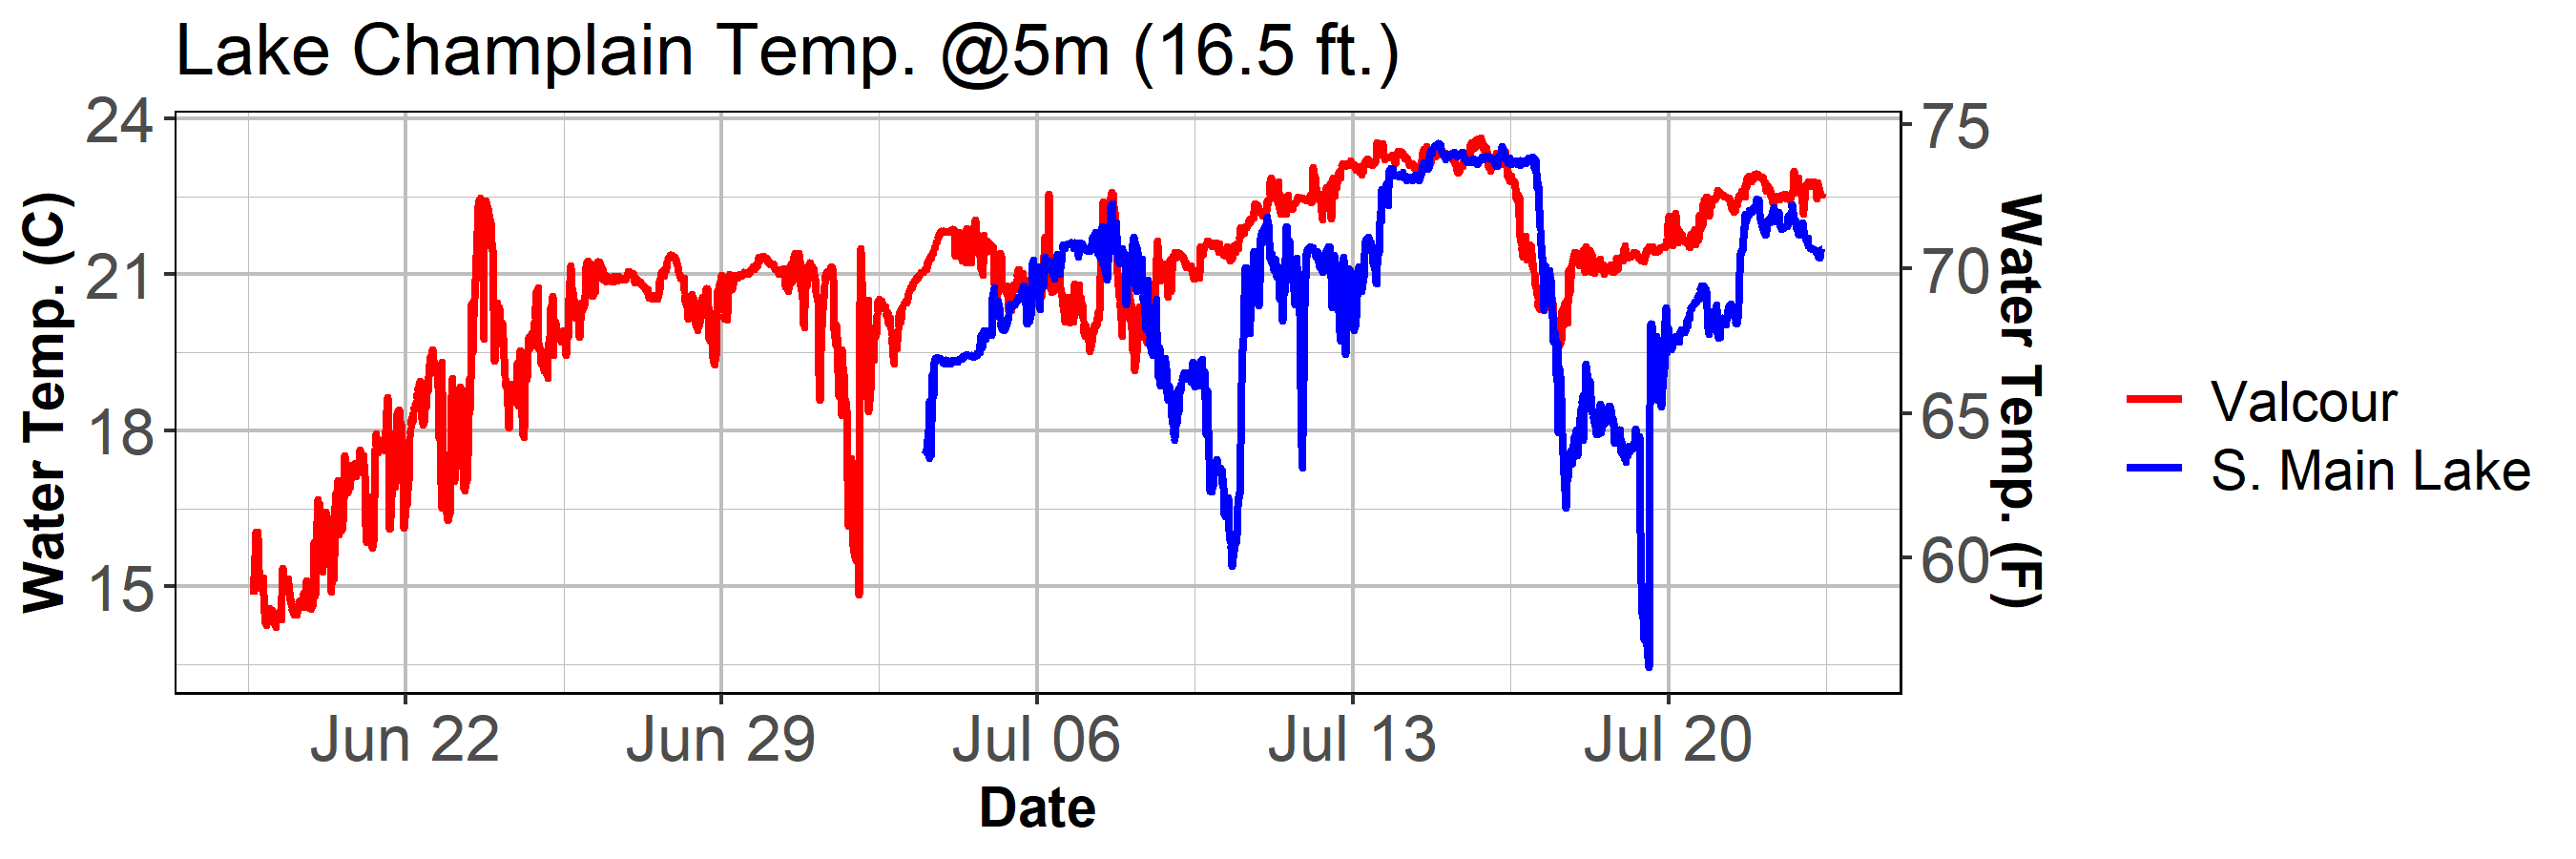 Lake Champlain Temp. @5m (16.5 ft.)
Water Temp. (C)
24
21
18
15
75
70
65
60
Water Temp. (F)
Jun 22
Jun 29
Jul 06
Jul 13
Jul 20
Date
Valcour
S. Main Lake